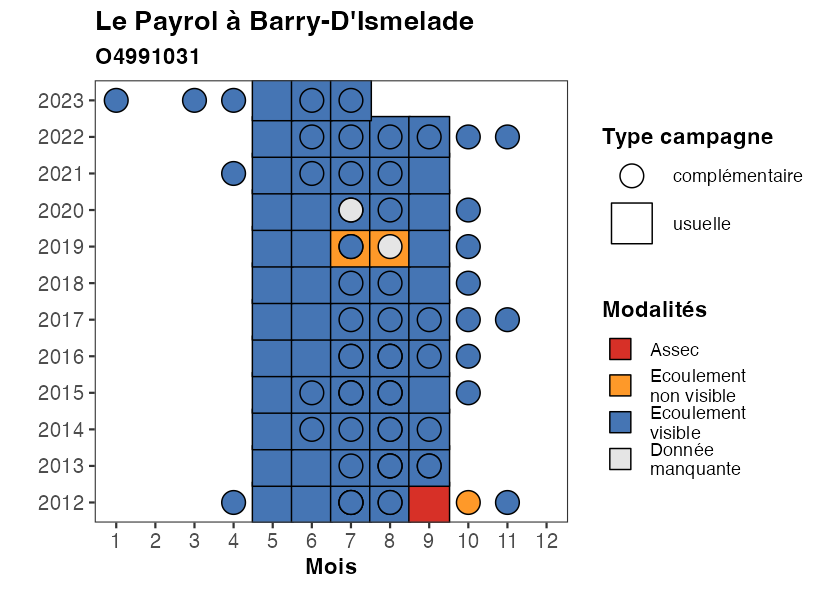 Le Payrol à Barry-D'Ismelade
O4991031
2023
2022
2021
2020
2019
2018
2017
2016
2015
2014
2013
2012
1 2 3 4 5 6 7 8 9 10 11 12
Mois
Type campagne
complémentaire
usuelle
Modalités
Assec
Ecoulement
non visible
Ecoulement
visible
Donnée
manquante